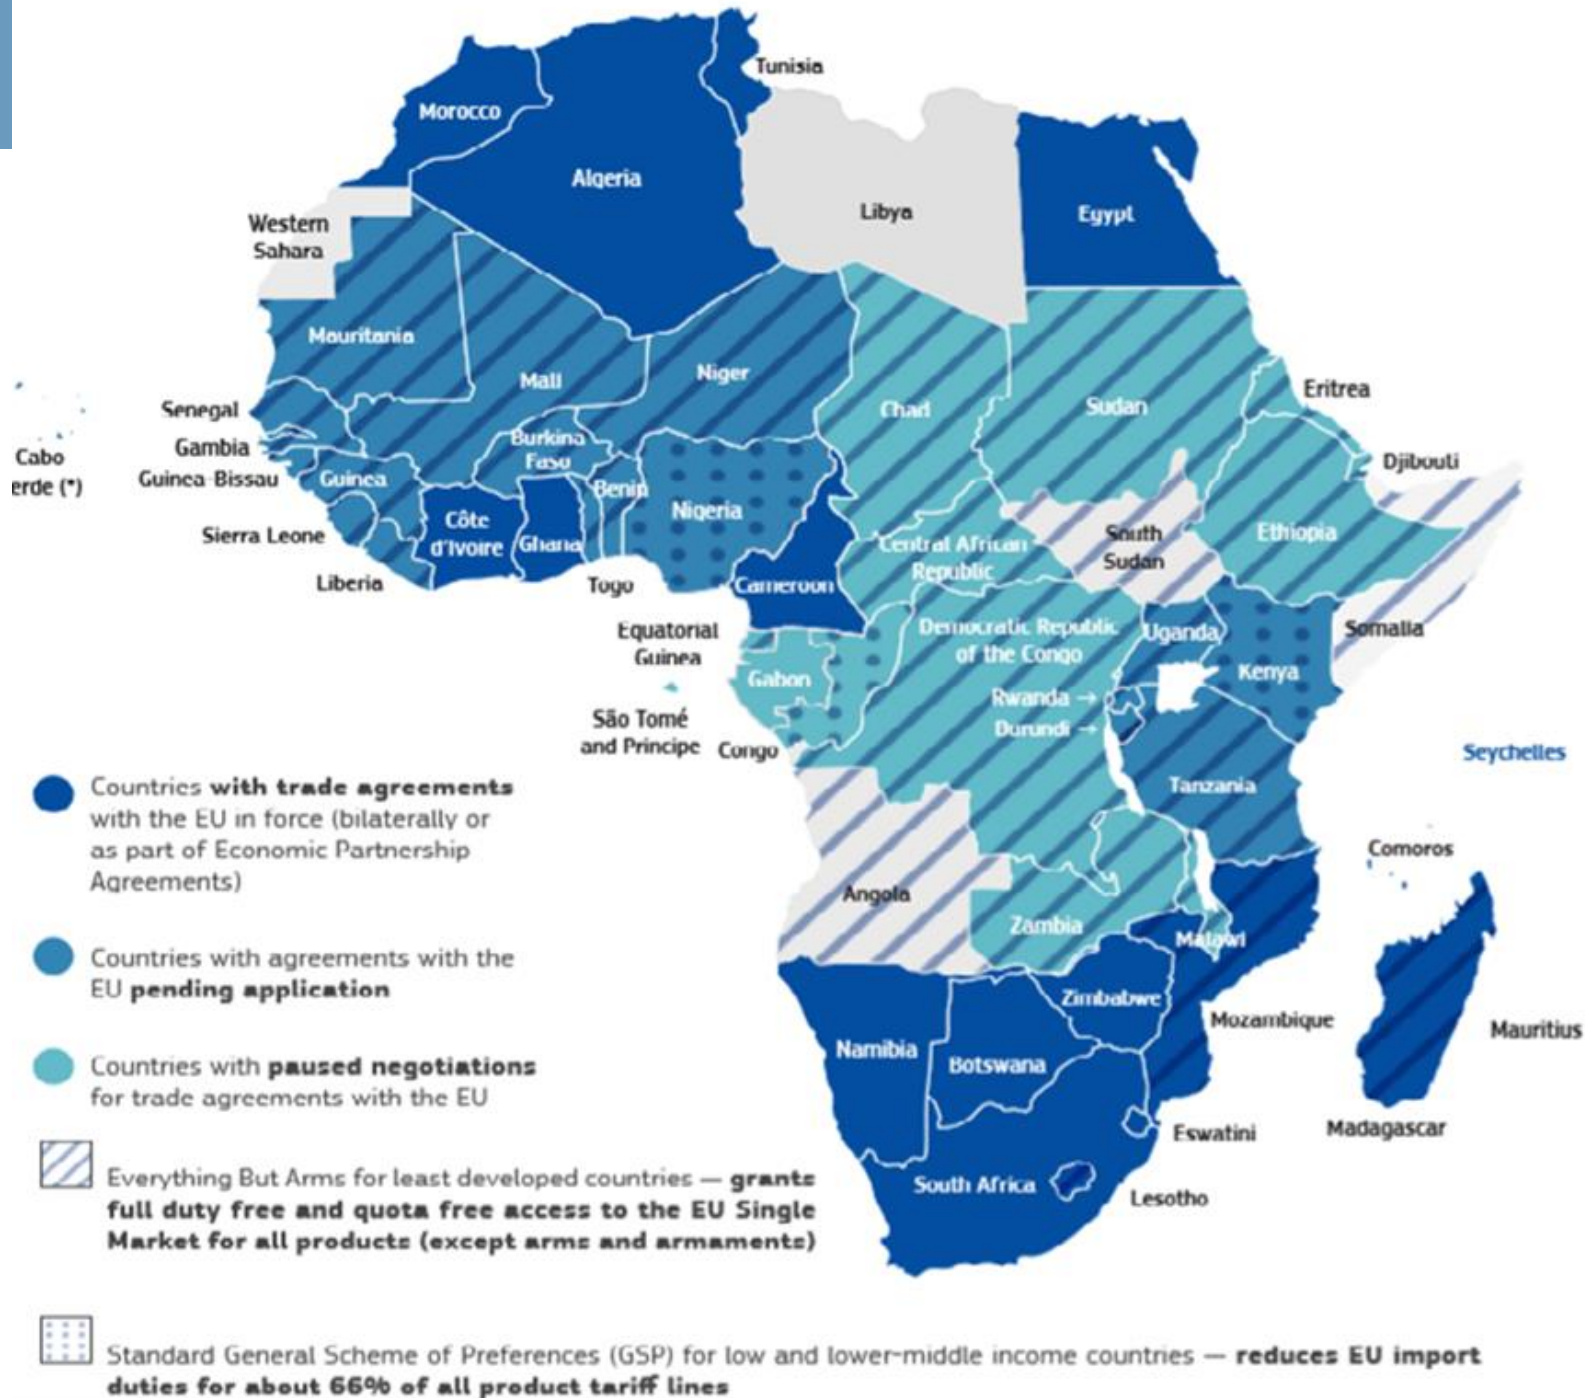 Tunisia
Morocco
Algeria
Libya
Egypt
Western
Sahara
Mauritania
Mali
Niger
Chad
Sudan
Eritrea
Senegal
Gambia
Guinea-Bissau
Cabo
erde (*)
Guinea
Burkina
Faso
Benin
Nigeria
Djibouti
Sierra Leone
Côte
d'Ivoire
Ghana
Central African
Republic
South
Sudan
Ethiopia
Liberia
Togo
Cameroon
Equatorial
Guinea
Democratic Republic
of the Congo
Uganda
Somalia
Kenya
Gabon
Rwanda →
Durundi →
São Tomé
and Principe
Congo
Seychelles
Tanzania
Comoros
Angola
Zambia
Malawi
Zimbabwe
Mozambique
Mauritius
Namibia
Botswana
Eswatini
Madagascar
South Africa
Lesotho
Countries with trade agreements
with the EU in force (bilaterally or
as part of Economic Partnership
Agreements)
Countries with agreements with the
EU pending application
Countries with paused negotiations
for trade agreements with the EU
Everything But Arms for least developed countries — grants
full duty free and quota free access to the EU Single
Market for all products (except arms and armaments)
Standard General Scheme of Preferences (GSP) for low and lower-middle income countries — reduces EU import
duties for about 66% of all product tariff lines